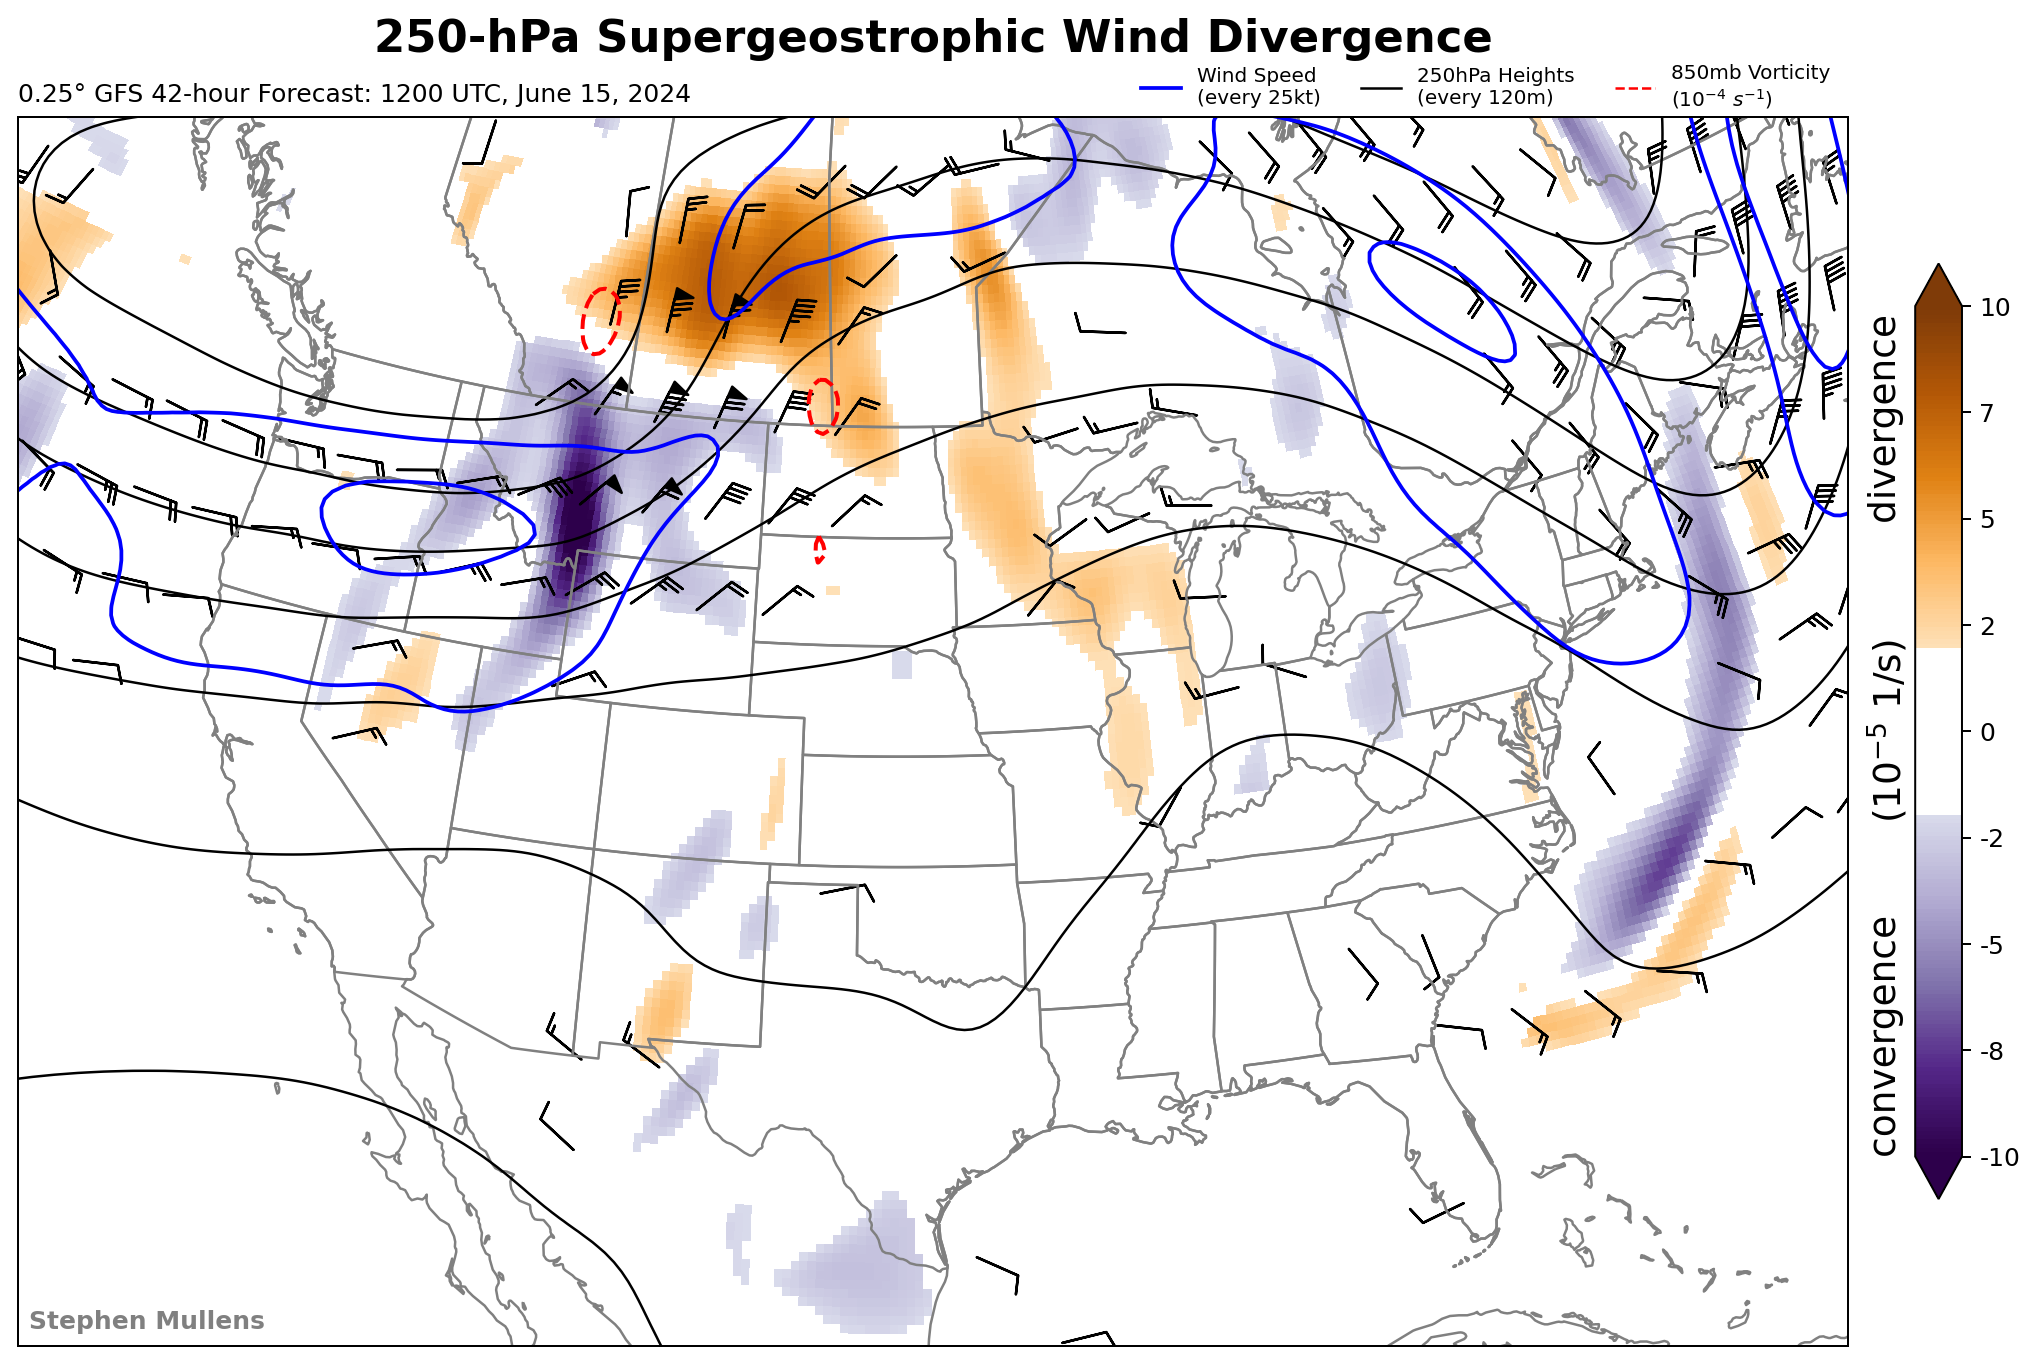 250-hPa Supergeostrophic Wind Divergence
0.25° GFS 42-hour Forecast: 1200 UTC, June 15, 2024
Wind Speed
(every 25kt)
250hPa Heights
(every 120m)
850mb Vorticity
(10⁻⁴ s⁻¹)
10
7
5
2
0
-2
-5
-8
-10
convergence (10⁻⁵ 1/s) divergence
Stephen Mullens